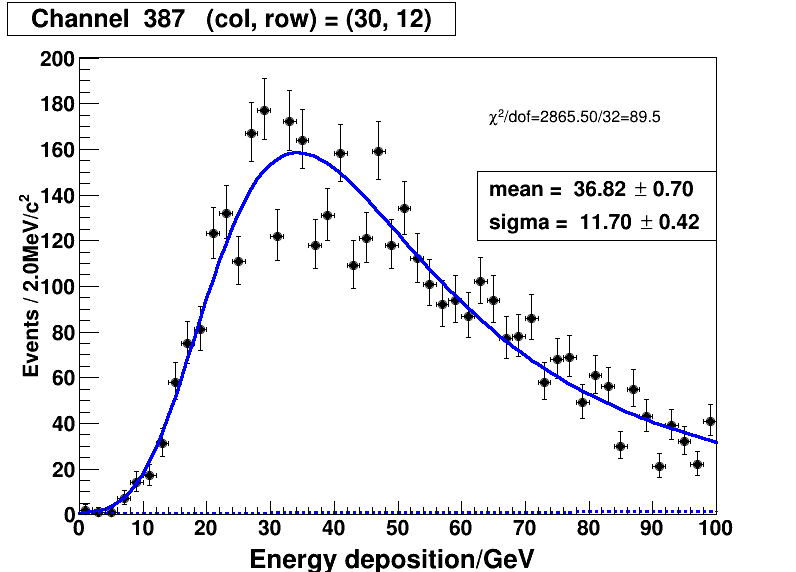 Channel 387 (col, row) = (30, 12)
200
180
160
140
120
100
80
60
40
20
0
Events / 2.0MeV/c²
χ²/dof=2865.50/32=89.5
mean = 36.82 ± 0.70
sigma = 11.70 ± 0.42
0 10 20 30 40 50 60 70 80 90 100
Energy deposition/GeV